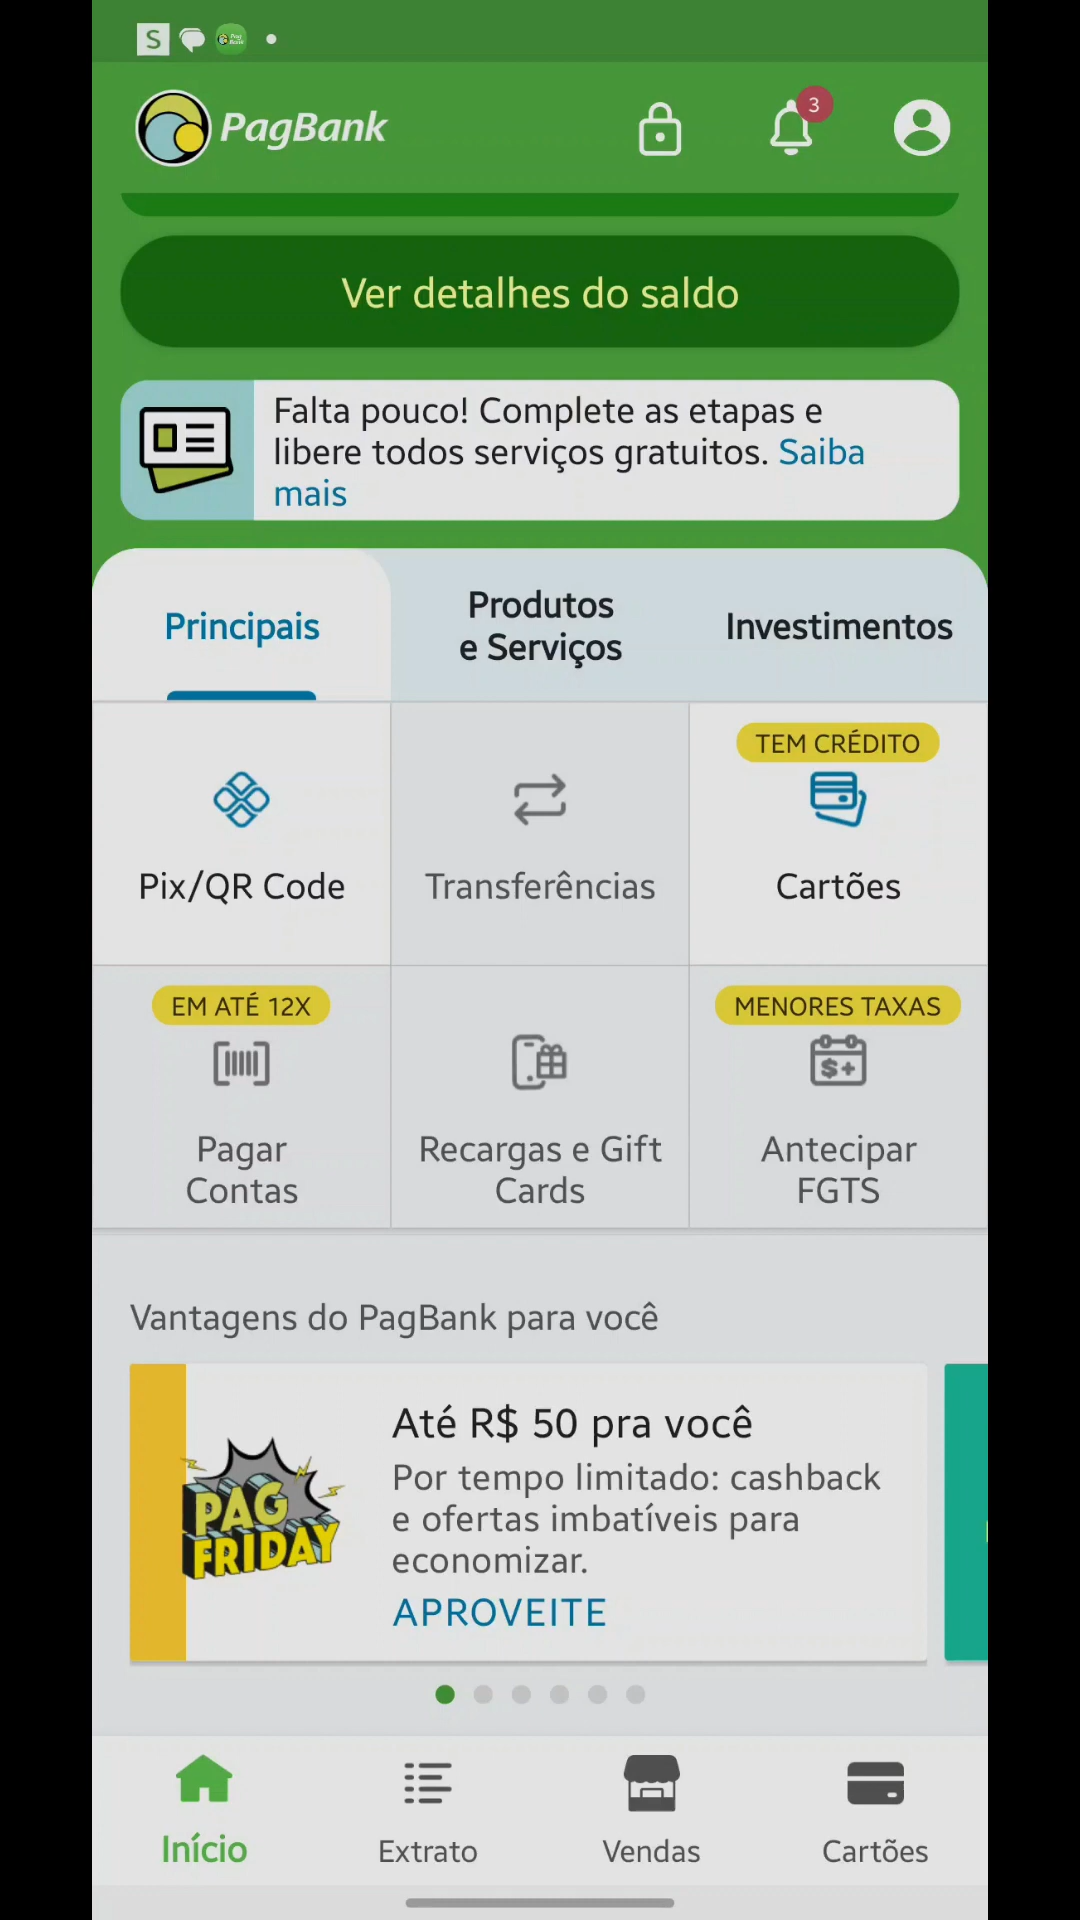 S
PagBank
3
Ver detalhes do saldo
Falta pouco! Complete as etapas e
libere todos serviços gratuitos. Saiba
mais
Principais
Produtos
e Serviços
Investimentos
Pix/QR Code
Transferências
TEM CRÉDITO
Cartões
EM ATÉ 12X
Pagar
Contas
Recargas e Gift
Cards
MENORES TAXAS
$+
Antecipar
FGTS
Vantagens do PagBank para você
PAG
FRIDAY
Até R$ 50 pra você
Por tempo limitado: cashback
e ofertas imbatíveis para
economizar.
APROVEITE
Início
Extrato
Vendas
Cartões